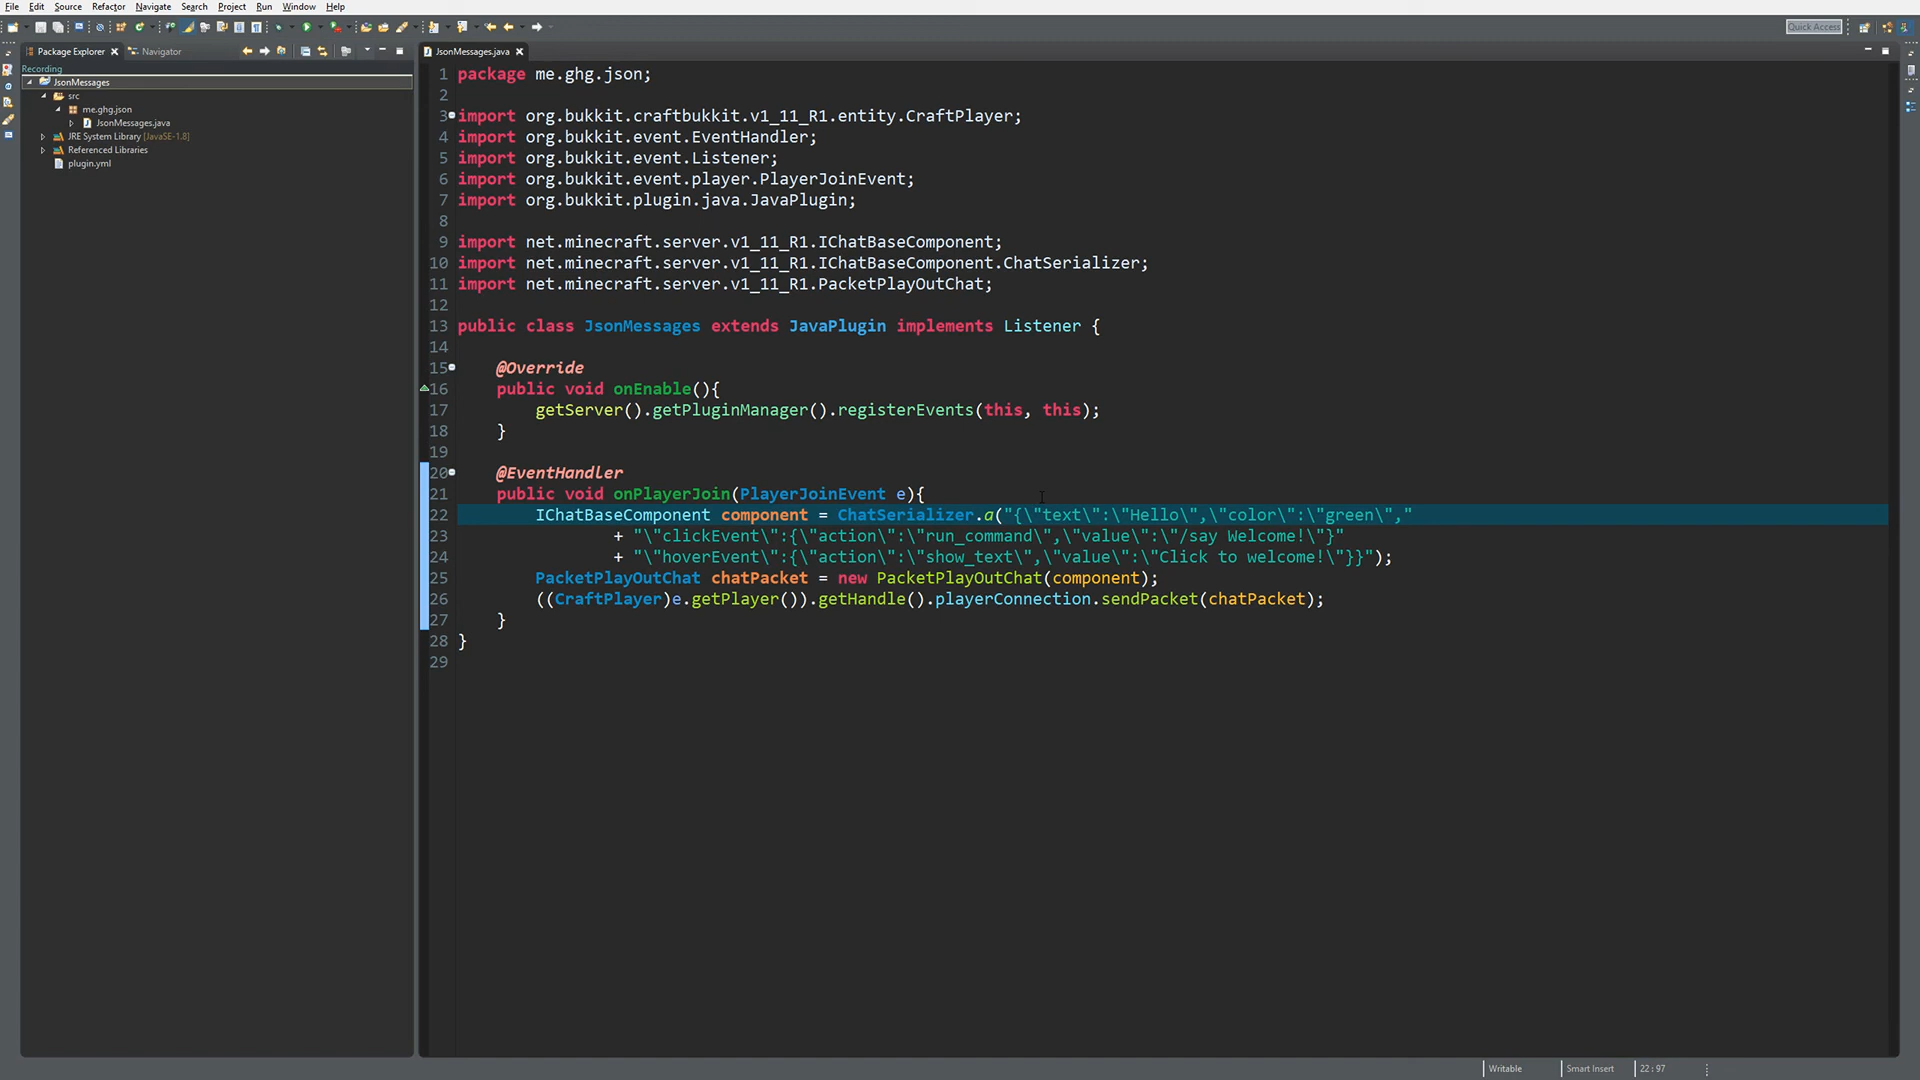 File Edit Source Refactor Navigate Search Project Run Window Help
Quick Access
Package Explorer Navigator
JsonMessages.java
Recording
JsonMessages
src
me.ghg.json
JsonMessages.java
JRE System Library [JavaSE-1.8]
Referenced Libraries
plugin.yml
1 package me.ghg.json;
2
3 import org.bukkit.craftbukkit.v1_11_R1.entity.CraftPlayer;
4 import org.bukkit.event.EventHandler;
5 import org.bukkit.event.Listener;
6 import org.bukkit.event.player.PlayerJoinEvent;
7 import org.bukkit.plugin.java.JavaPlugin;
8
9 import net.minecraft.server.v1_11_R1.IChatBaseComponent;
10 import net.minecraft.server.v1_11_R1.IChatBaseComponent.ChatSerializer;
11 import net.minecraft.server.v1_11_R1.PacketPlayOutChat;
12
13 public class JsonMessages extends JavaPlugin implements Listener {
14
15 @Override
16 public void onEnable(){
17 getServer().getPluginManager().registerEvents(this, this);
18 }
19
20 @EventHandler
21 public void onPlayerJoin(PlayerJoinEvent e){
22 IChatBaseComponent component = ChatSerializer.a("{\"text\":\"Hello\",\"color\":\"green\","
23 + "\"clickEvent\":{\"action\":\"run_command\",\"value\":\"/say Welcome!\"}"
24 + "\"hoverEvent\":{\"action\":\"show_text\",\"value\":\"Click to welcome!\"}}");
25 PacketPlayOutChat chatPacket = new PacketPlayOutChat(component);
26 ((CraftPlayer)e.getPlayer()).getHandle().playerConnection.sendPacket(chatPacket);
27 }
28 }
29
Writable Smart Insert 22:97